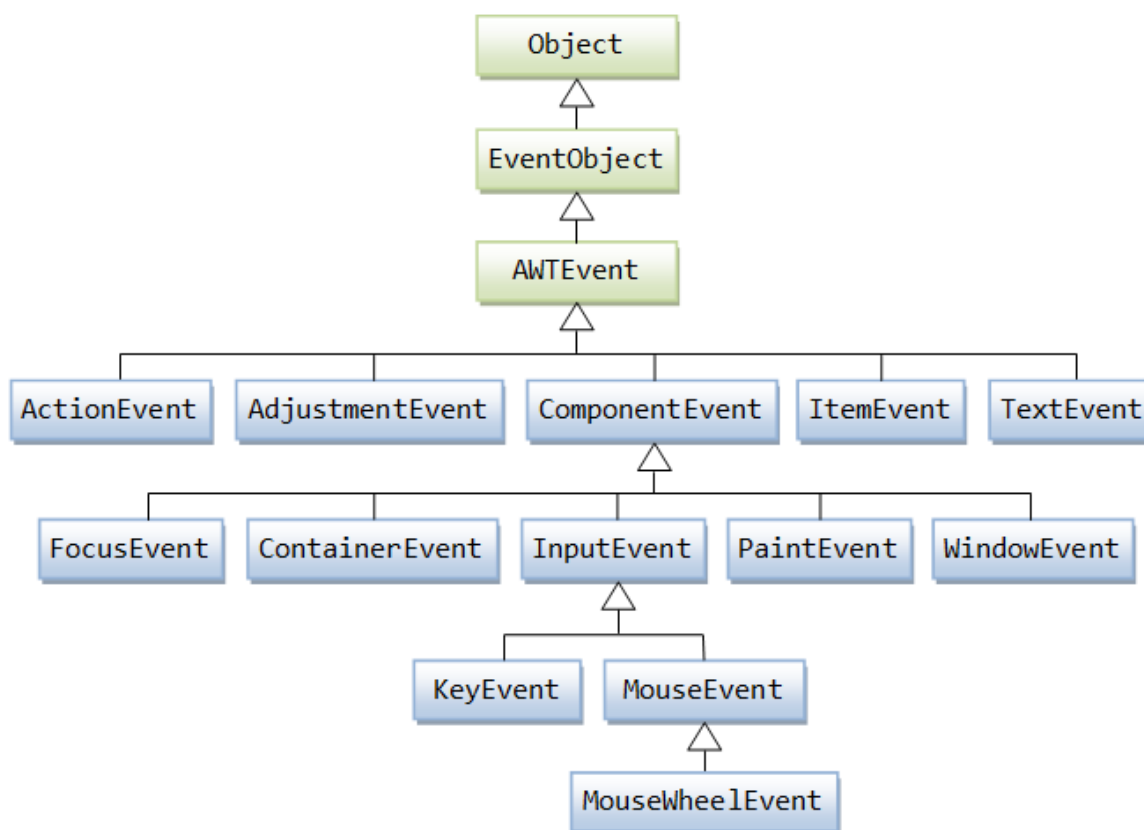 Object
EventObject
AWTEvent
ActionEvent
AdjustmentEvent
ComponentEvent
ItemEvent
TextEvent
FocusEvent
ContainerEvent
InputEvent
PaintEvent
WindowEvent
KeyEvent
MouseEvent
MouseWheelEvent